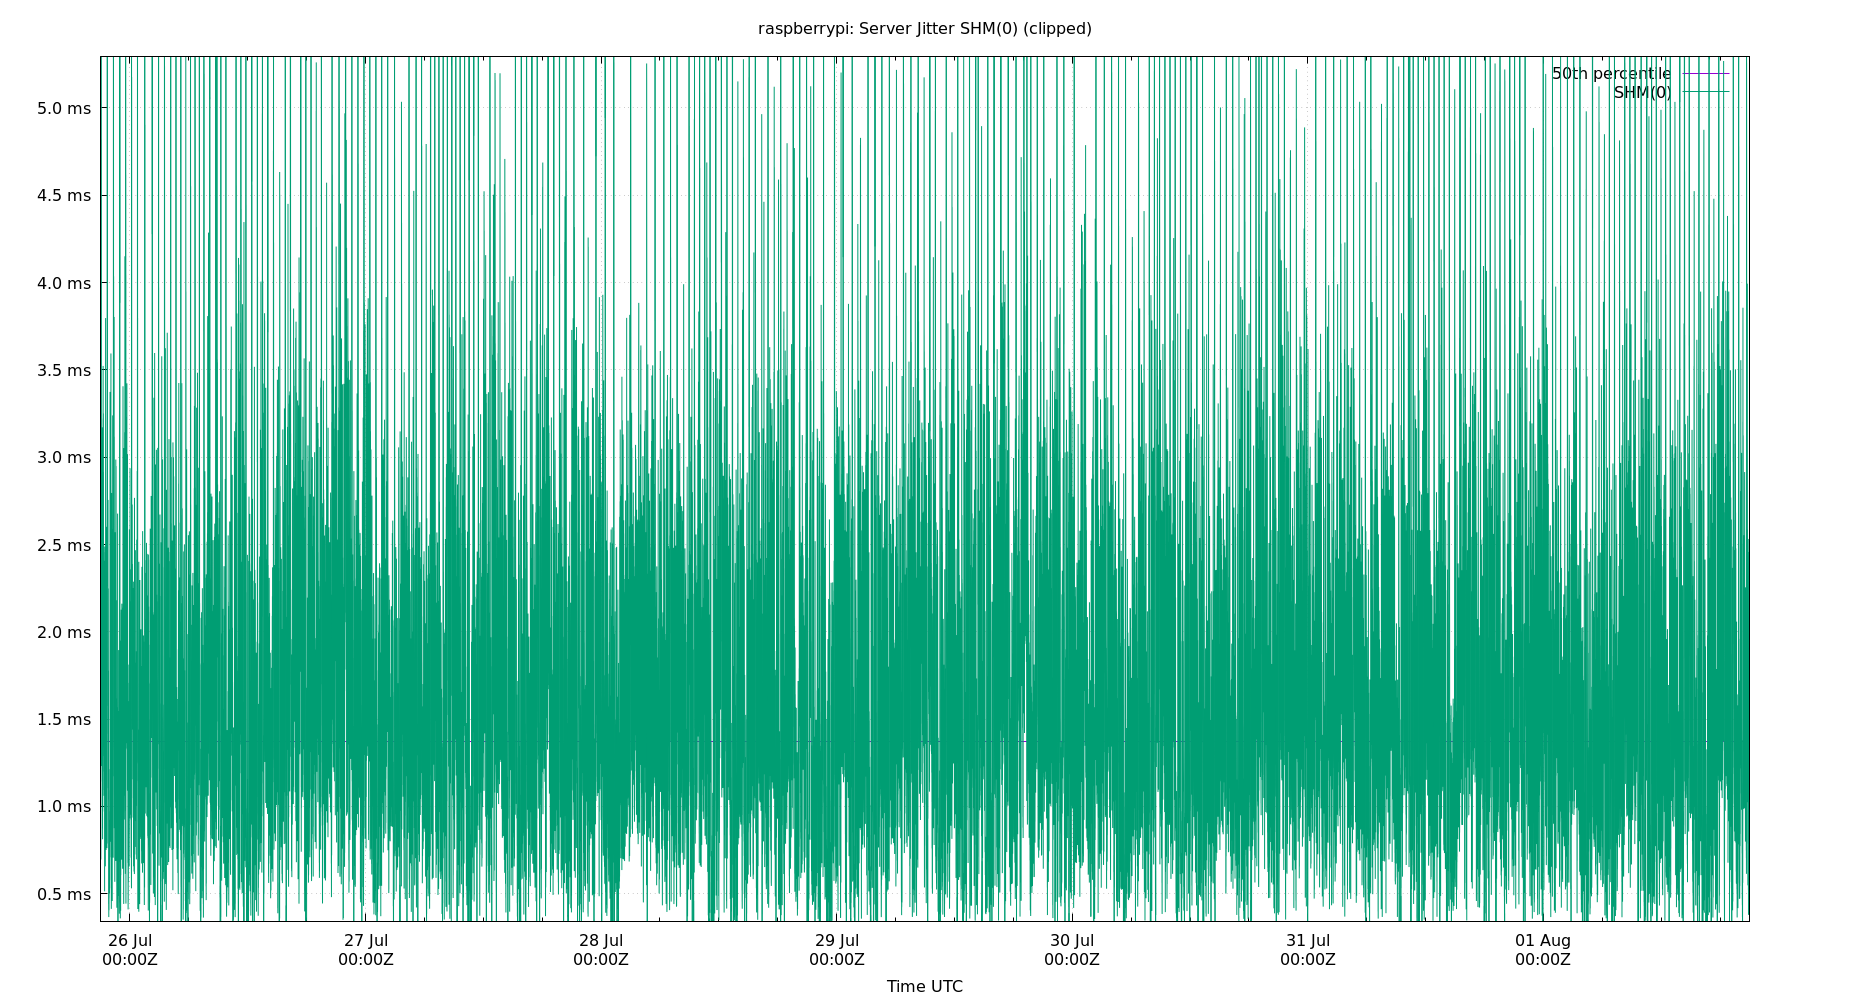 raspberrypi: Server Jitter SHM(0) (clipped)
50th percentile
SHM(0)
5.0 ms
4.5 ms
4.0 ms
3.5 ms
3.0 ms
2.5 ms
2.0 ms
1.5 ms
1.0 ms
0.5 ms
26 Jul 27 Jul 28 Jul 29 Jul 30 Jul 31 Jul 01 Aug
00:00Z 00:00Z 00:00Z 00:00Z 00:00Z 00:00Z 00:00Z
Time UTC